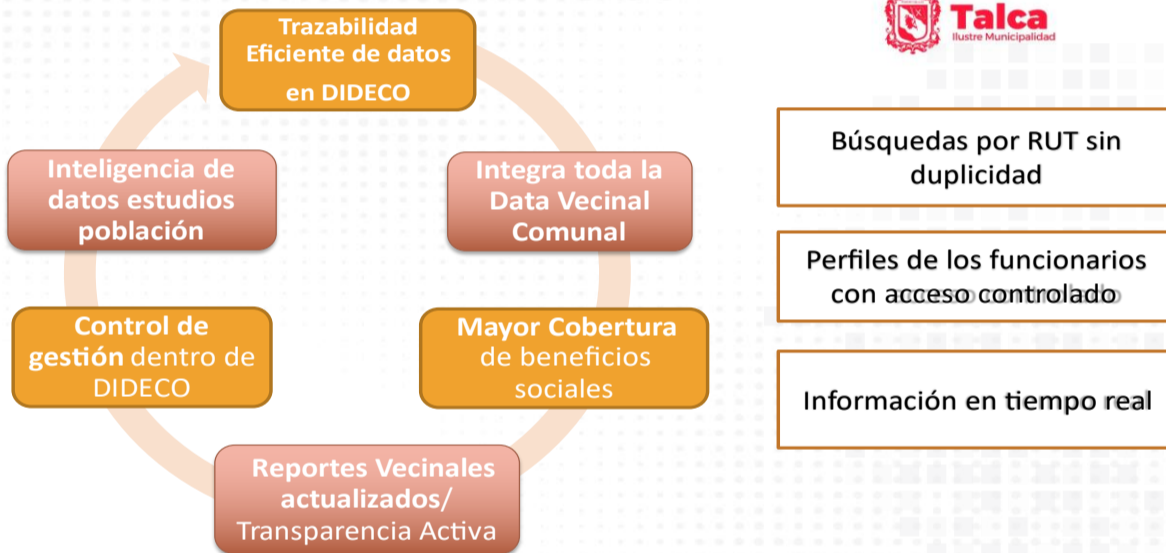 Talca
Ilustre Municipalidad
Trazabilidad
Eficiente de datos
en DIDECO
Integra toda la
Data Vecinal
Comunal
Mayor Cobertura
de beneficios
sociales
Reportes Vecinales
actualizados/
Transparencia Activa
Control de
gestión dentro de
DIDECO
Inteligencia de
datos estudios
población
Búsquedas por RUT sin
duplicidad
Perfiles de los funcionarios
con acceso controlado
Información en tiempo real